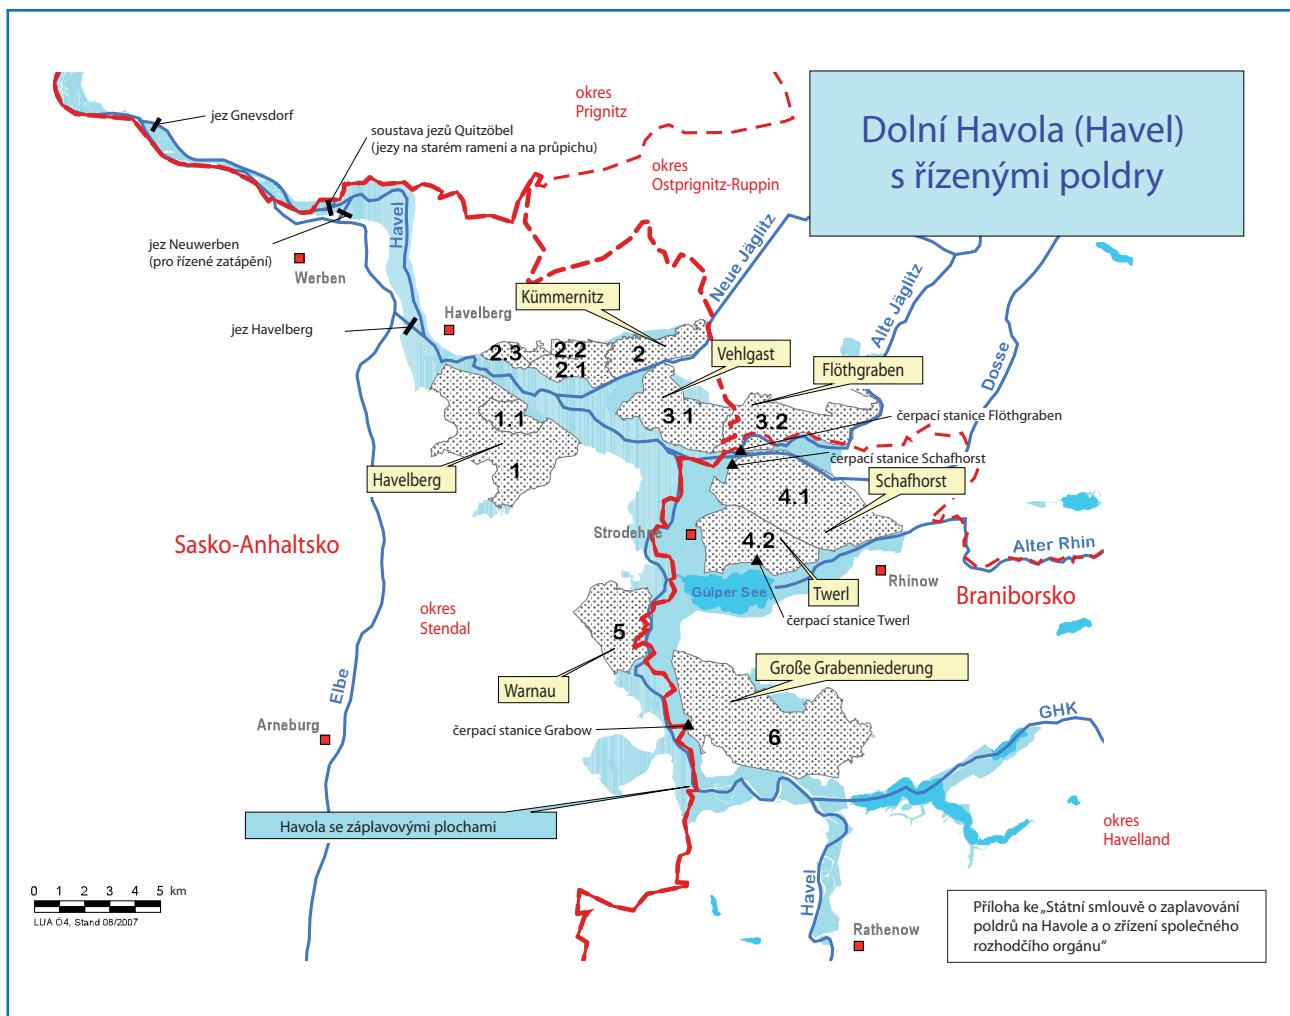 Dolní Havola (Havel)
s řízenými poldry
okres
Prignitz
jez Gnevsdorf
soustava jezů Quitzöbel
(jezy na starém rameni a na průpichu)
okres
Ostprignitz-Ruppin
Havel
jez Neuwerben
(pro řízené zatápění)
Werben
Neue Jäglitz
Alte Jäglitz
Dosse
Kümmernitz
Havelberg
jez Havelberg
2.3
2.2
2.1
2
Vehlgast
Flöthgraben
3.1
3.2
čerpací stanice Flöthgraben
1.1
1
Havelberg
čerpací stanice Schafhorst
Schafhorst
4.1
Strodehne
4.2
Sasko-Anhaltsko
Alter Rhin
Rhinow
Gülper See
Twerl
Braniborsko
okres
Stendal
čerpací stanice Twerl
5
Elbe
Warnau
Große Grabenniederung
Arneburg
čerpací stanice Grabow
6
GHK
Havola se záplavovými plochami
okres
Havelland
Havel
Rathenow
0 1 2 3 4 5 km
LUA Ö4, Stand 08/2007
Příloha ke „Státní smlouvě o zaplavování
poldrů na Havole a o zřízení společného
rozhodčího orgánu“